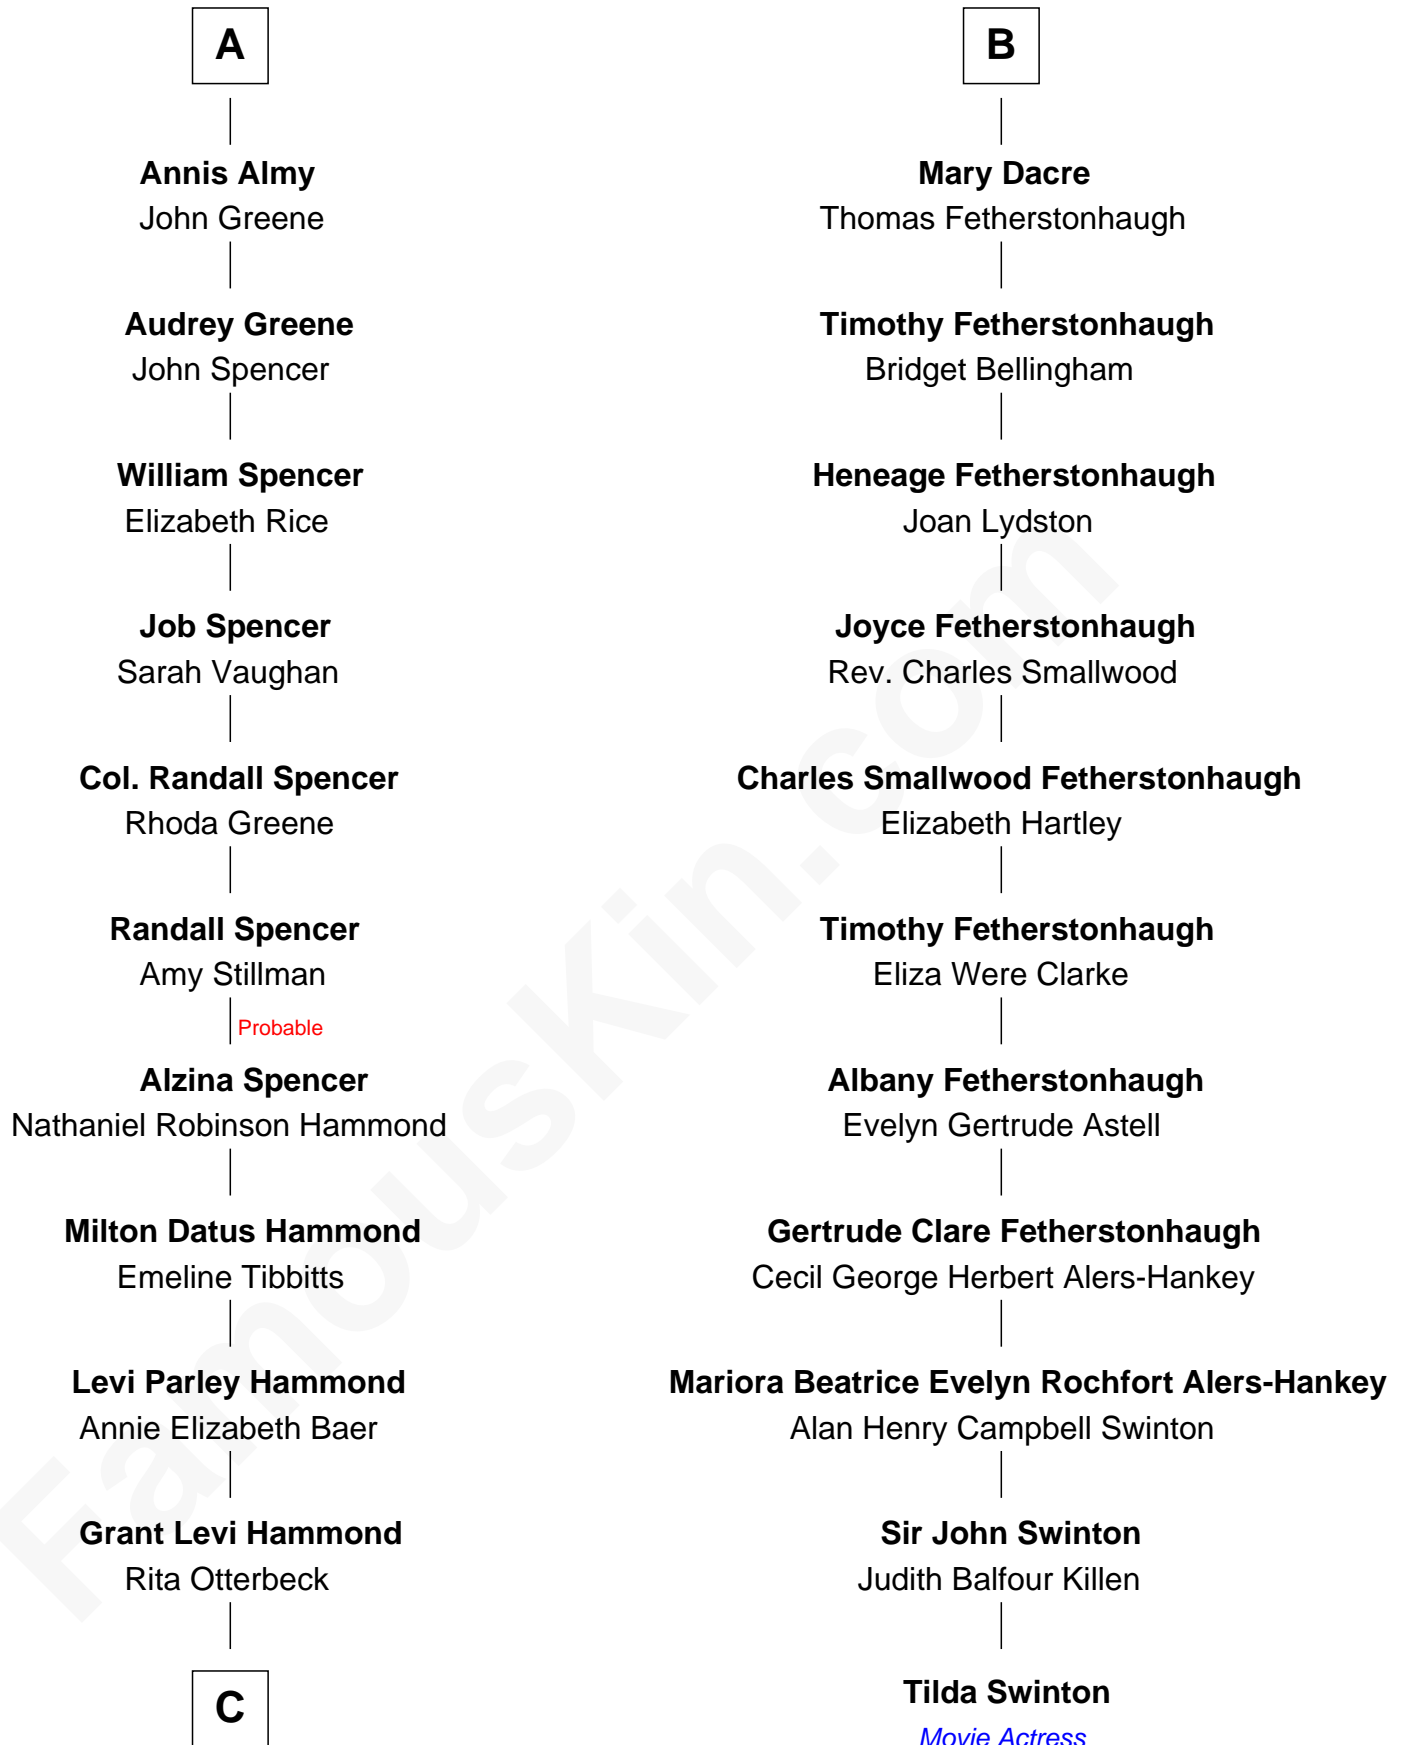 A
Annis Almy
John Greene
Audrey Greene
John Spencer
William Spencer
Elizabeth Rice
Job Spencer
Sarah Vaughan
Col. Randall Spencer
Rhoda Greene
Randall Spencer
Amy Stillman
Probable
Alzina Spencer
Nathaniel Robinson Hammond
Milton Datus Hammond
Emeline Tibbitts
Levi Parley Hammond
Annie Elizabeth Baer
Grant Levi Hammond
Rita Otterbeck
C
B
Mary Dacre
Thomas Fetherstonhaugh
Timothy Fetherstonhaugh
Bridget Bellingham
Heneage Fetherstonhaugh
Joan Lydston
Joyce Fetherstonhaugh
Rev. Charles Smallwood
Charles Smallwood Fetherstonhaugh
Elizabeth Hartley
Timothy Fetherstonhaugh
Eliza Were Clarke
Albany Fetherstonhaugh
Evelyn Gertrude Astell
Gertrude Clare Fetherstonhaugh
Cecil George Herbert Alers-Hankey
Mariora Beatrice Evelyn Rochfort Alers-Hankey
Alan Henry Campbell Swinton
Sir John Swinton
Judith Balfour Killen
Tilda Swinton
Movie Actress
FamousKin.com